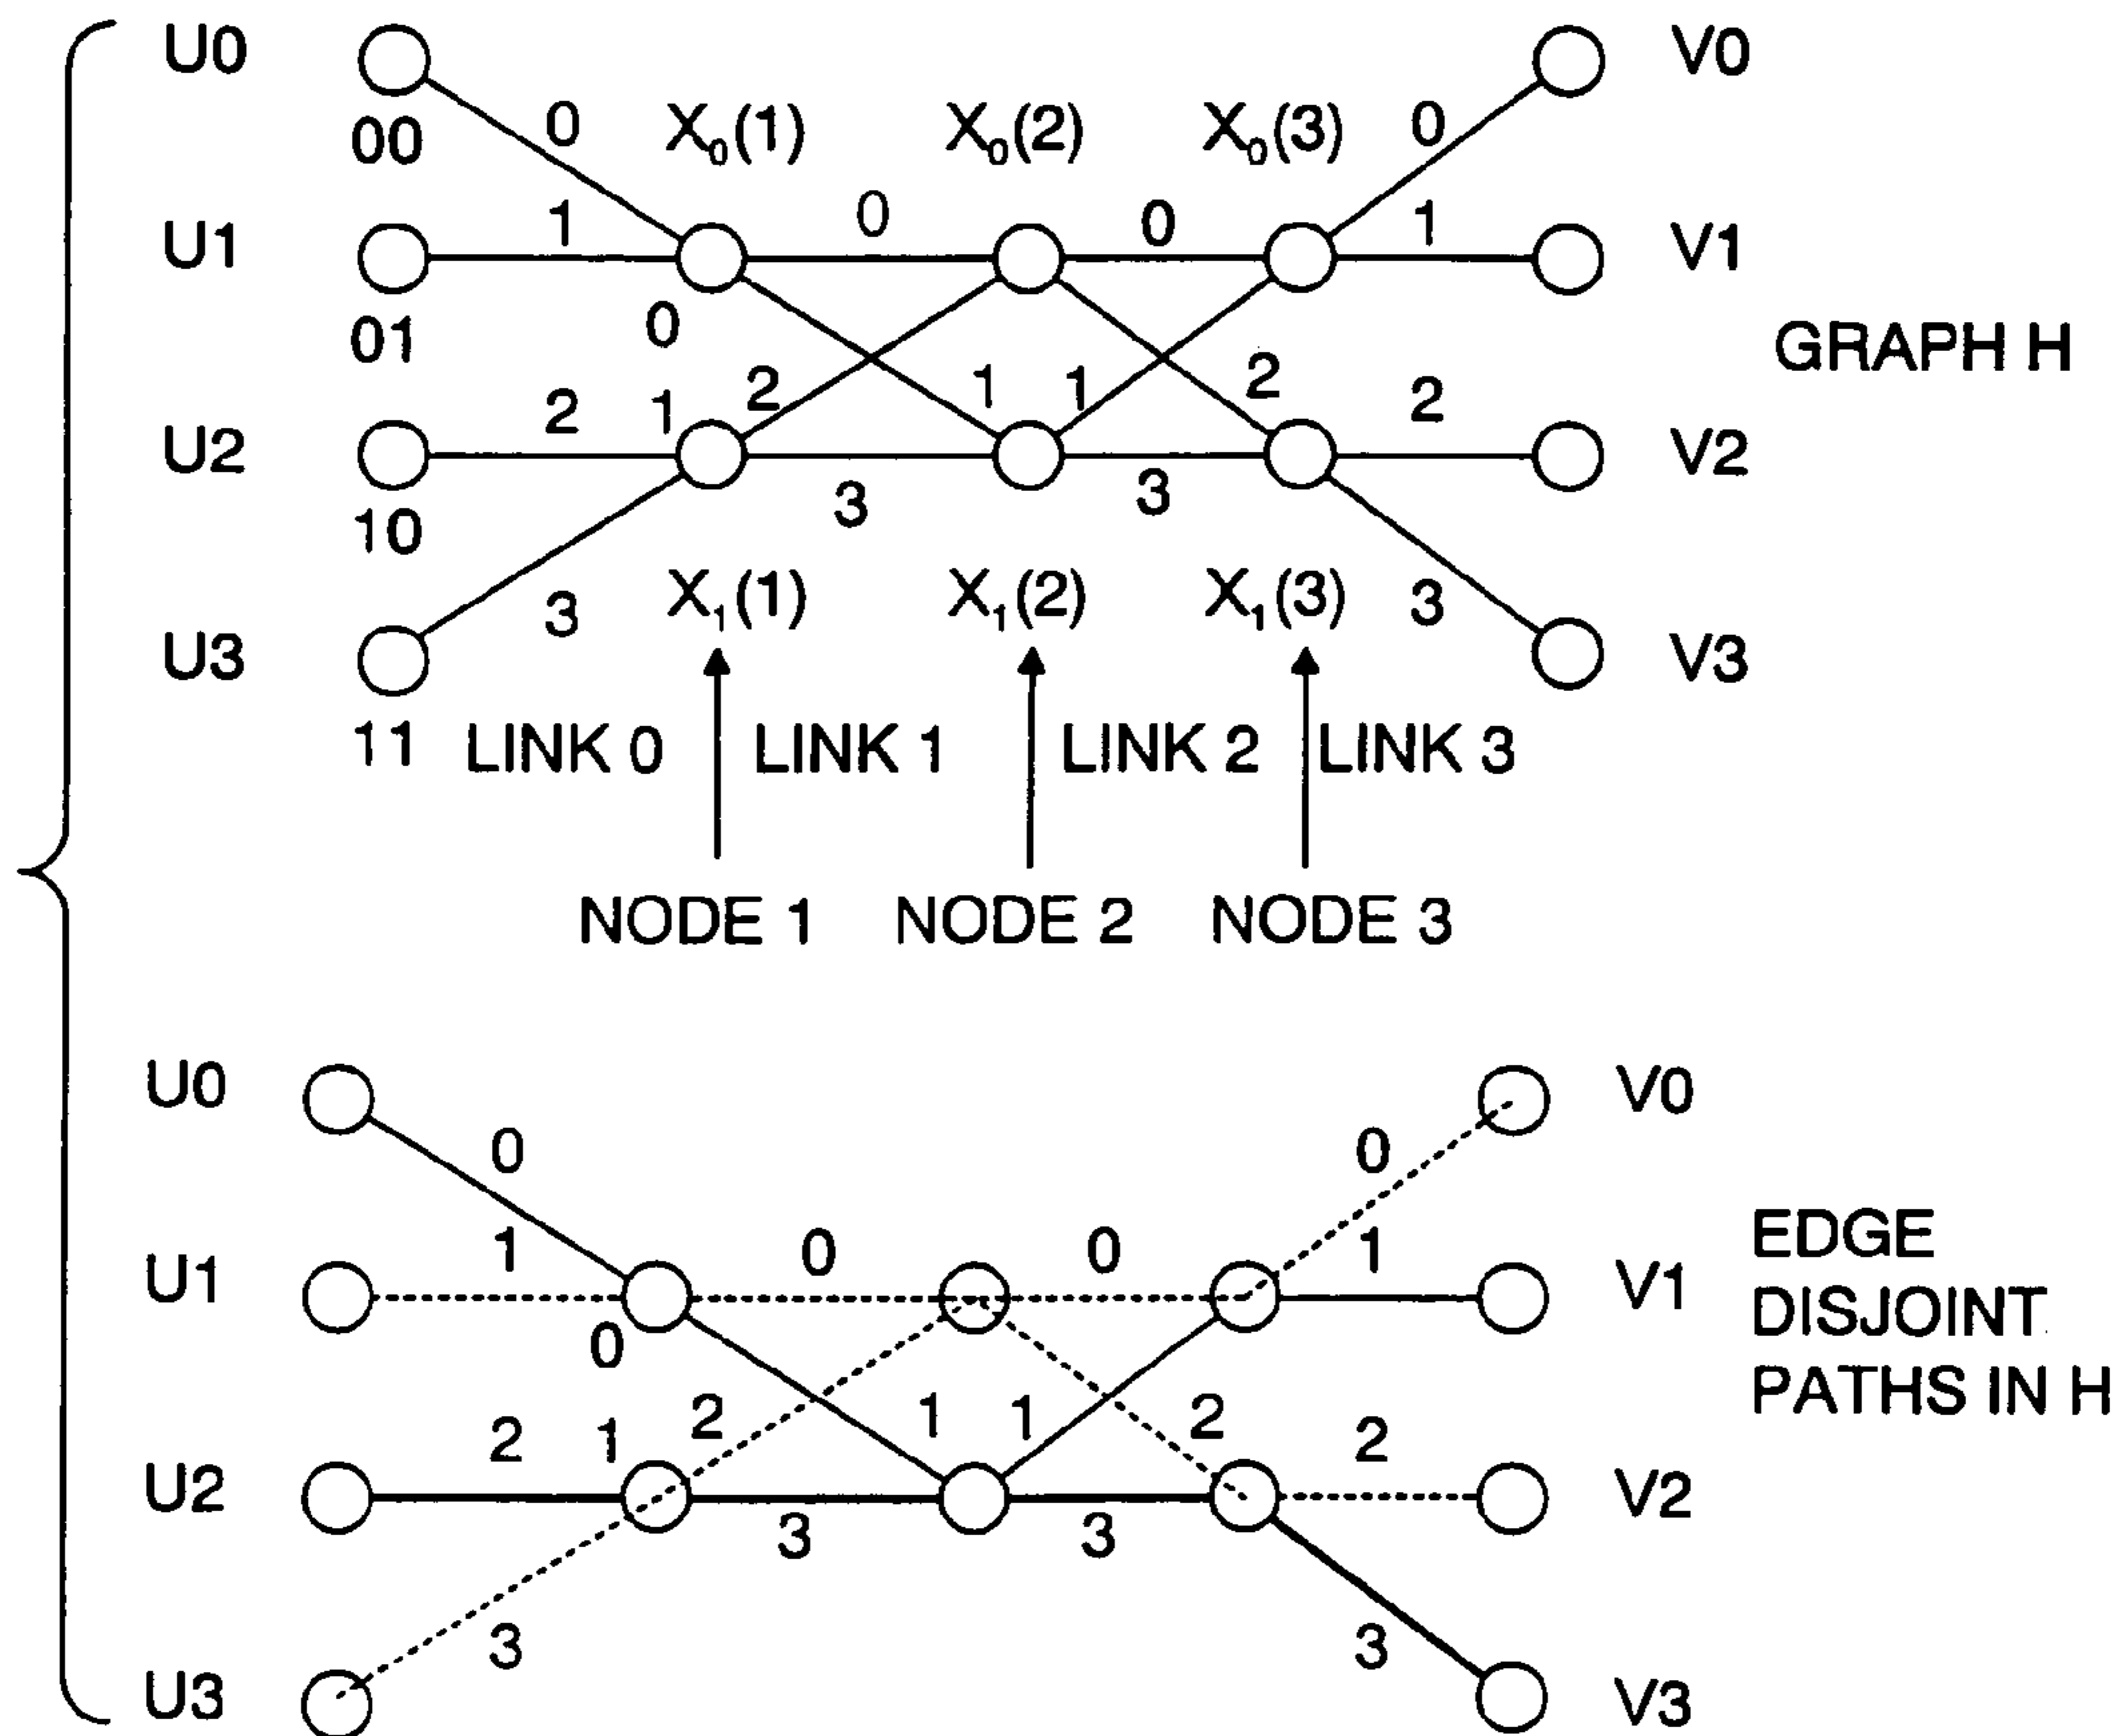 U0 V0
00 0 X₀(1) X₀(2) X₀(3) 0
U1 1 0 0 1 V1
01 0 GRAPH H
2 1 2 1 1 2 2
U2 V2
10 3 3
3 X₁(1) X₁(2) X₁(3) 3
U3 V3
11 LINK 0 LINK 1 LINK 2 LINK 3
NODE 1 NODE 2 NODE 3
U0 V0
0 0
1 0 0 1 EDGE
U1 V1
DISJOINT
0
PATHS IN H
2 1 2 1 1 2 2
U2 V2
3 3
3 3
U3 V3